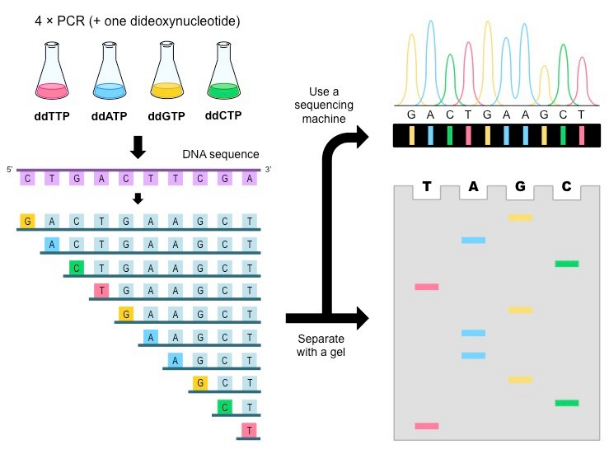 4 × PCR (+ one dideoxynucleotide)
ddTTP ddATP ddGTP ddCTP
DNA sequence
5' 3'
C T G A C T T C G A
G A C T G A A G C T
A C T G A A G C T
C T G A A G C T
T G A A G C T
G A A G C T
A A G C T
A G C T
G C T
C T
T
Use a
sequencing
machine
Separate
with a gel
G A C T G A A G C T
T A G C